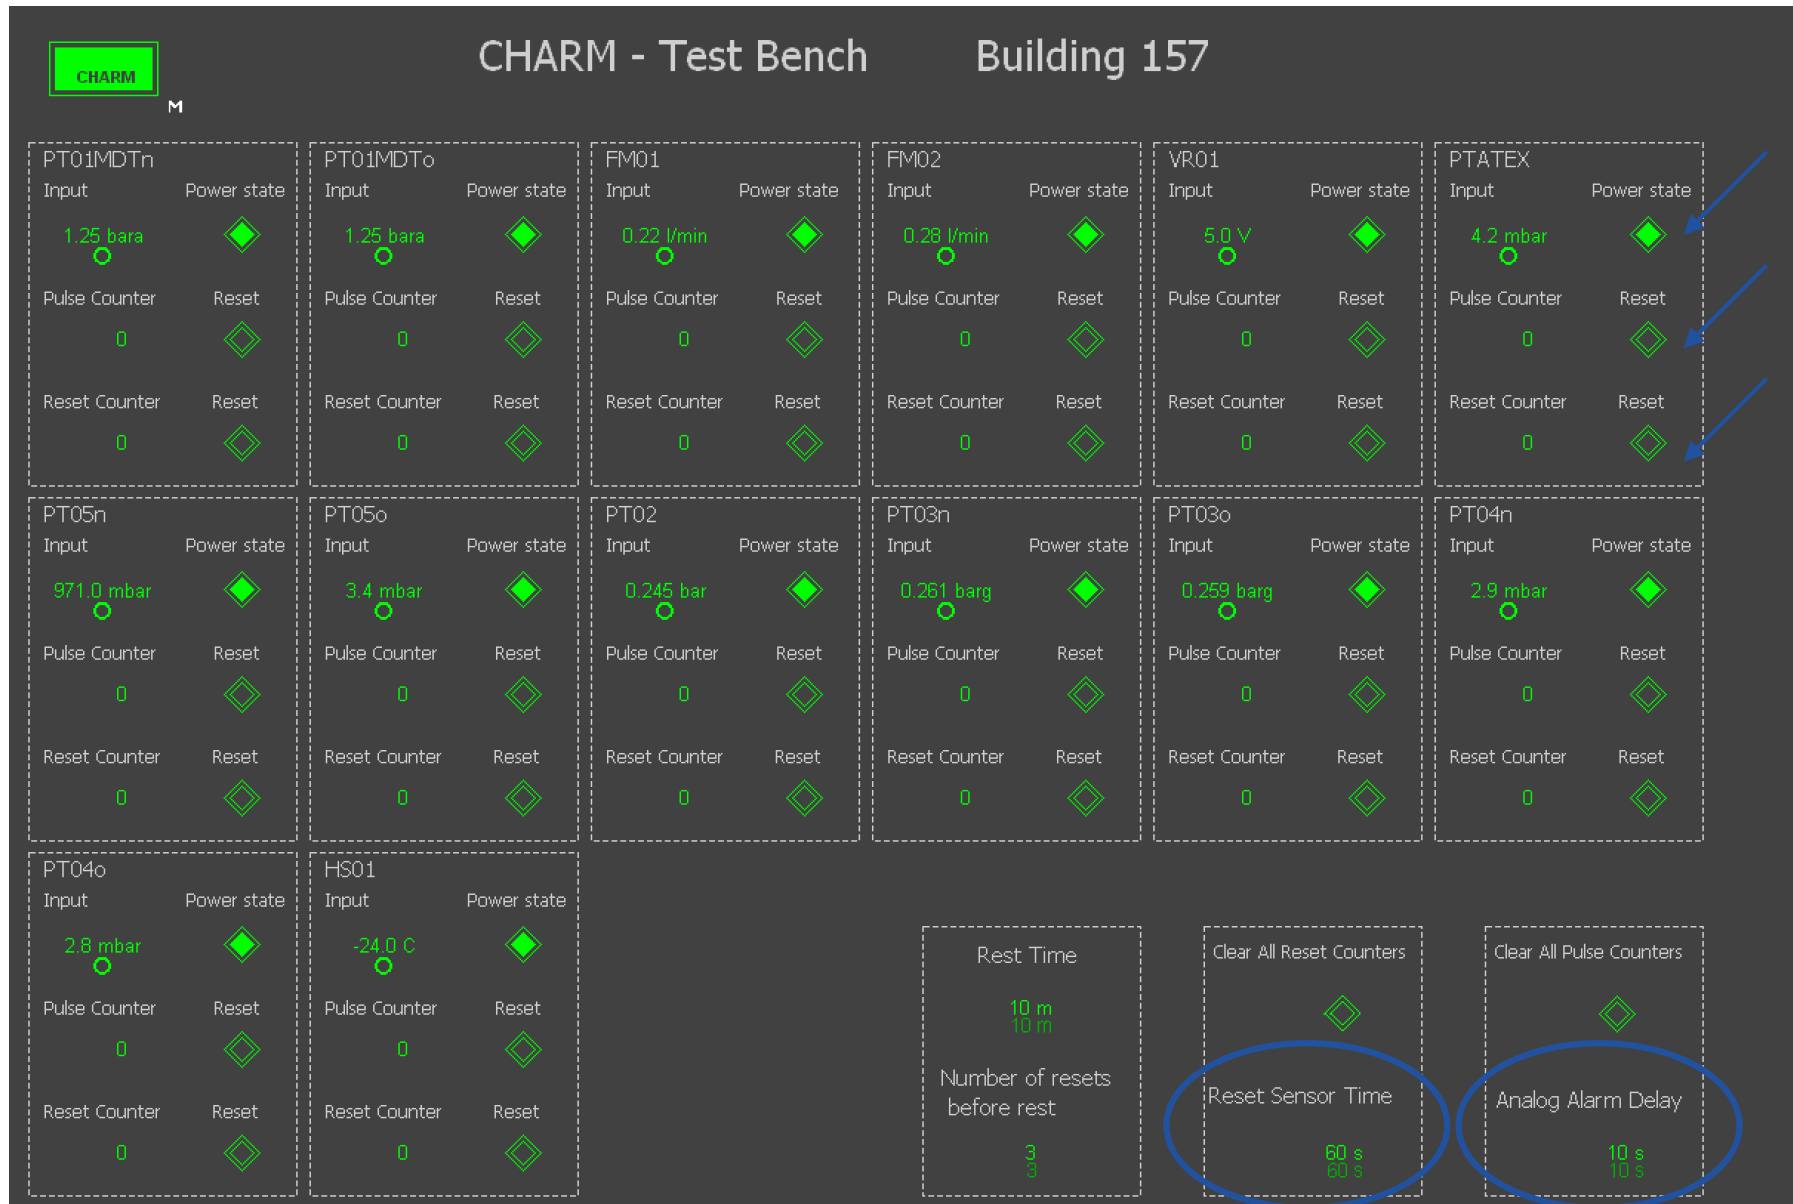 CHARM - Test Bench Building 157
CHARM
M
PT01MDTn
Input Power state
1.25 bara
Pulse Counter Reset
0
Reset Counter Reset
0
PT01MDTo
Input Power state
1.25 bara
Pulse Counter Reset
0
Reset Counter Reset
0
FM01
Input Power state
0.22 l/min
Pulse Counter Reset
0
Reset Counter Reset
0
FM02
Input Power state
0.28 l/min
Pulse Counter Reset
0
Reset Counter Reset
0
VR01
Input Power state
5.0 V
Pulse Counter Reset
0
Reset Counter Reset
0
PTATEX
Input Power state
4.2 mbar
Pulse Counter Reset
0
Reset Counter Reset
0
PT05n
Input Power state
971.0 mbar
Pulse Counter Reset
0
Reset Counter Reset
0
PT05o
Input Power state
3.4 mbar
Pulse Counter Reset
0
Reset Counter Reset
0
PT02
Input Power state
0.245 bar
Pulse Counter Reset
0
Reset Counter Reset
0
PT03n
Input Power state
0.261 barg
Pulse Counter Reset
0
Reset Counter Reset
0
PT03o
Input Power state
0.259 barg
Pulse Counter Reset
0
Reset Counter Reset
0
PT04n
Input Power state
2.9 mbar
Pulse Counter Reset
0
Reset Counter Reset
0
PT04o
Input Power state
2.8 mbar
Pulse Counter Reset
0
Reset Counter Reset
0
HS01
Input Power state
-24.0 C
Pulse Counter Reset
0
Reset Counter Reset
0
Rest Time
10 m
10 m
Number of resets
before rest
3
3
Clear All Reset Counters
Reset Sensor Time
60 s
60 s
Clear All Pulse Counters
Analog Alarm Delay
10 s
10 s